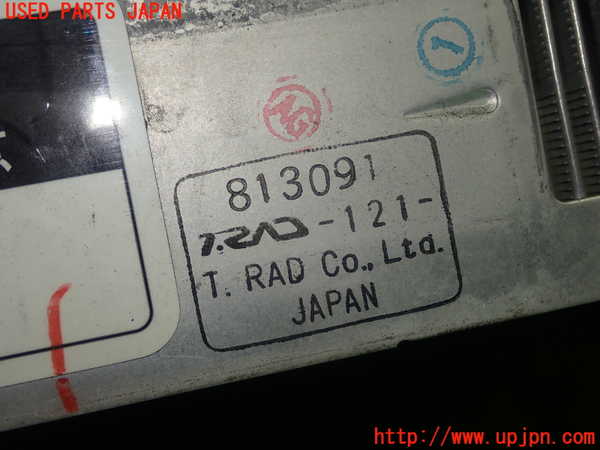 USED PARTS JAPAN
813091
T.RAD -121-
T. RAD Co., Ltd.
JAPAN
http://www.upjpn.com/